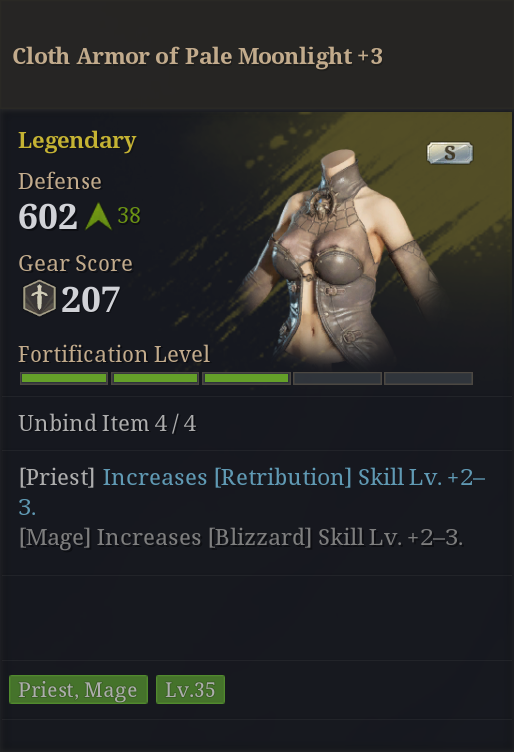 Cloth Armor of Pale Moonlight +3
Legendary
S
Defense
602 38
Gear Score
207
Fortification Level
Unbind Item 4 / 4
[Priest] Increases [Retribution] Skill Lv. +2–
3.
[Mage] Increases [Blizzard] Skill Lv. +2–3.
Priest, Mage Lv.35